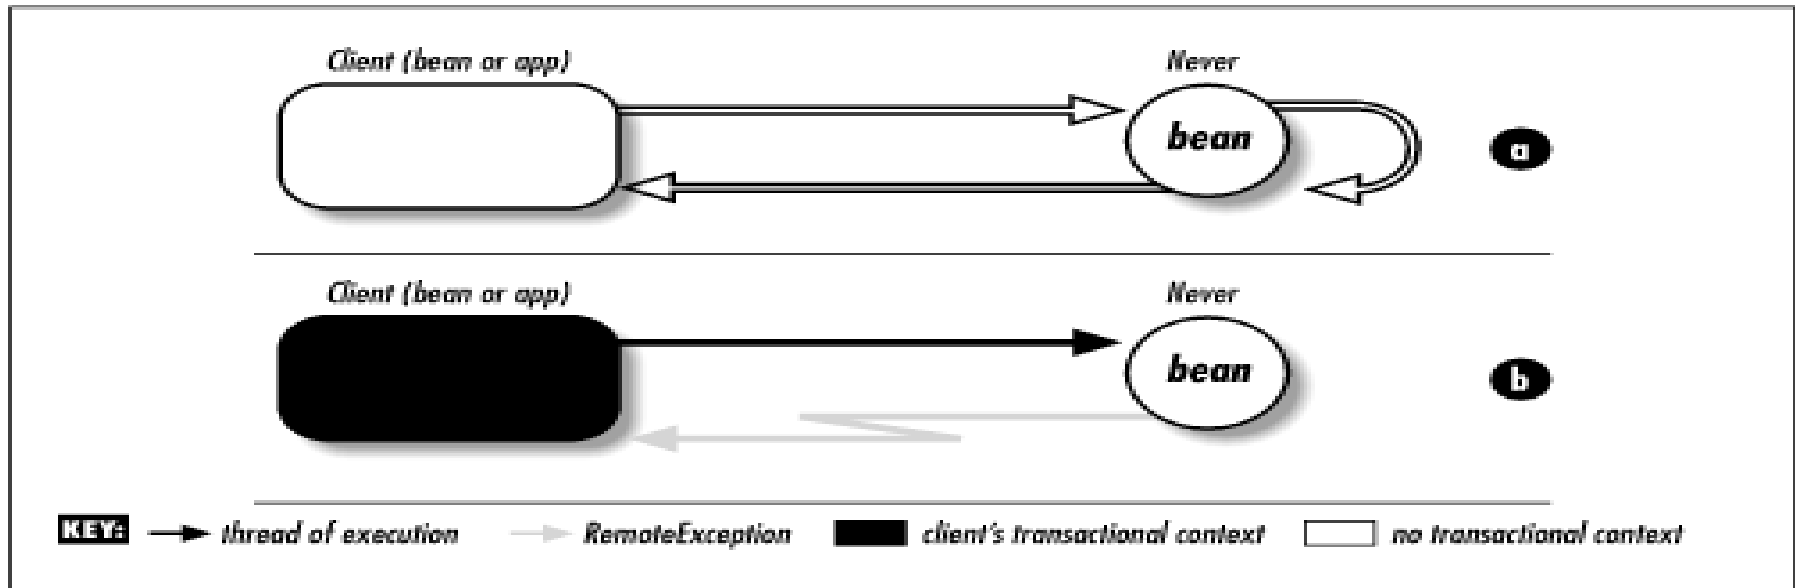 Client (bean or app)
Never
bean
a
Client (bean or app)
Never
bean
b
KEY: thread of execution RemoteException client's transactional context no transactional context